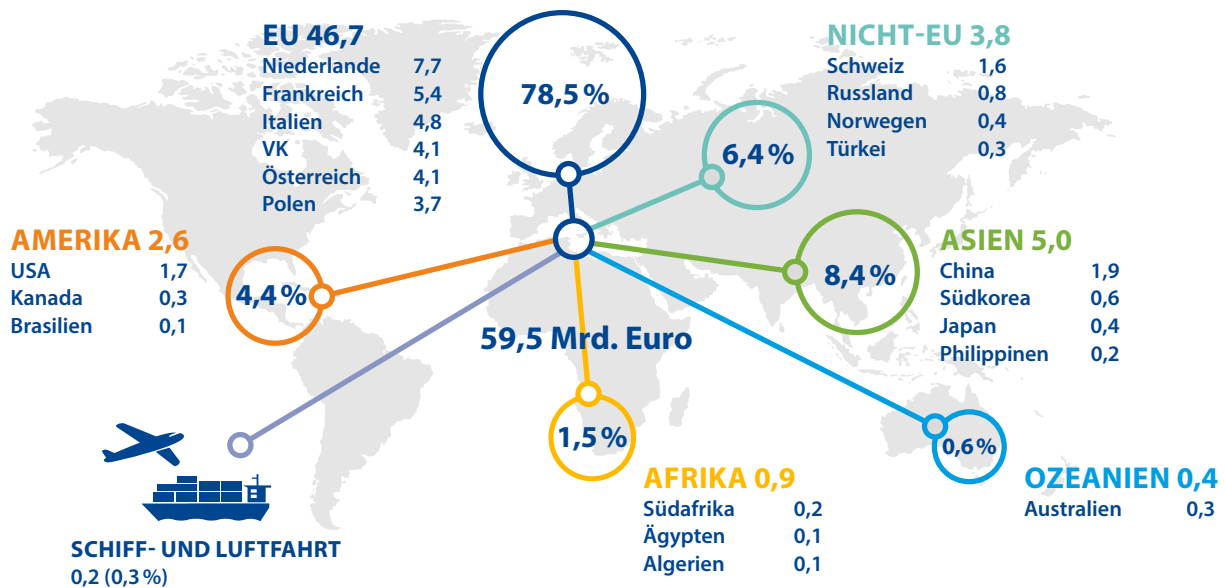 EU 46,7
Niederlande 7,7
Frankreich 5,4
Italien 4,8
VK 4,1
Österreich 4,1
Polen 3,7
78,5 %
NICHT-EU 3,8
Schweiz 1,6
Russland 0,8
Norwegen 0,4
Türkei 0,3
6,4 %
AMERIKA 2,6
USA 1,7
Kanada 0,3
Brasilien 0,1
4,4 %
ASIEN 5,0
China 1,9
Südkorea 0,6
Japan 0,4
Philippinen 0,2
8,4 %
59,5 Mrd. Euro
1,5 %
AFRIKA 0,9
Südafrika 0,2
Ägypten 0,1
Algerien 0,1
0,6 %
OZEANIEN 0,4
Australien 0,3
SCHIFF- UND LUFTFAHRT
0,2 (0,3 %)